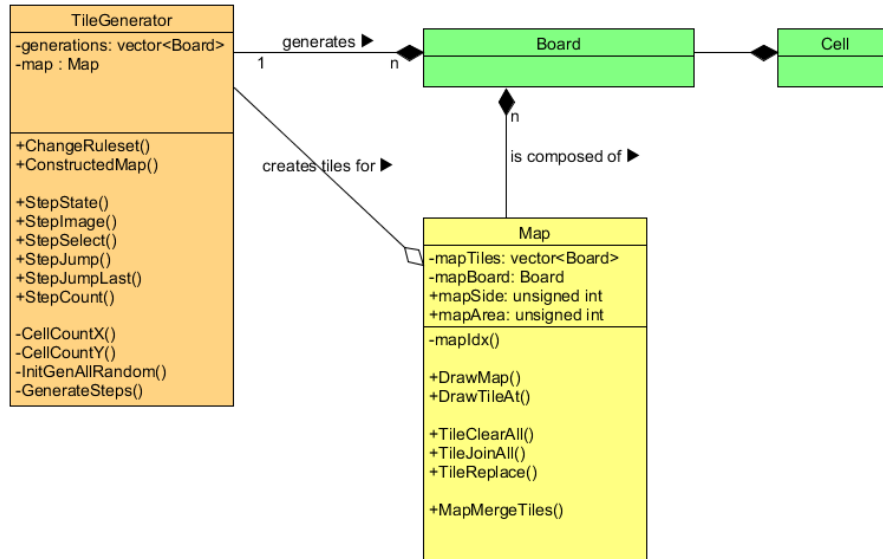 TileGenerator
-generations: vector<Board>
-map : Map
+ChangeRuleset()
+ConstructedMap()
+StepState()
+StepImage()
+StepSelect()
+StepJump()
+StepJumpLast()
+StepCount()
-CellCountX()
-CellCountY()
-InitGenAllRandom()
-GenerateSteps()
generates ▶
1
n
Board
Cell
creates tiles for ▶
n
is composed of ▶
Map
-mapTiles: vector<Board>
-mapBoard: Board
+mapSide: unsigned int
+mapArea: unsigned int
-mapIdx()
+DrawMap()
+DrawTileAt()
+TileClearAll()
+TileJoinAll()
+TileReplace()
+MapMergeTiles()